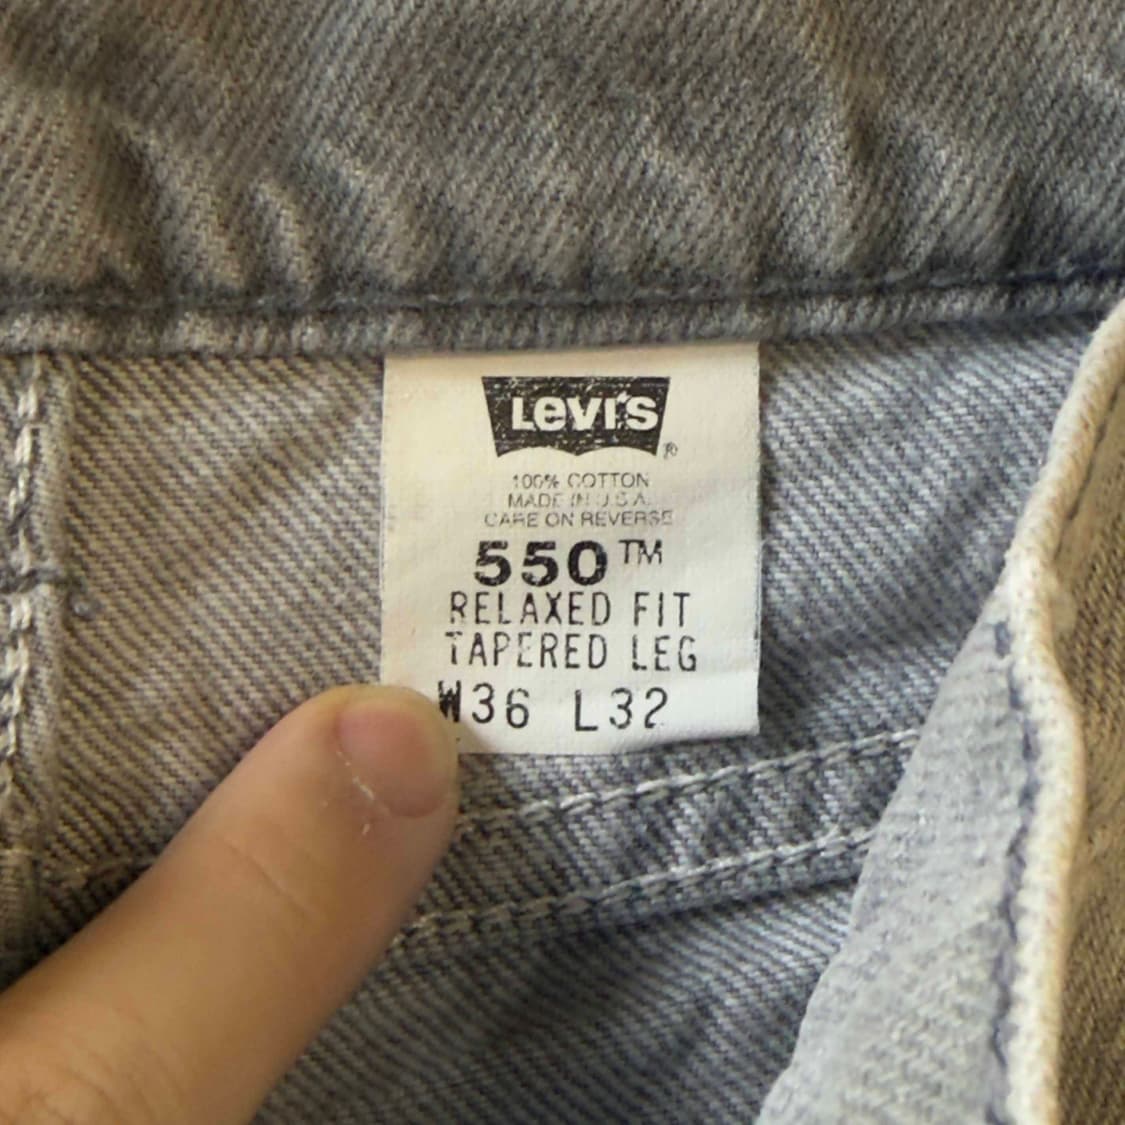 LEVI'S
®
100% COTTON
MADE IN U.S.A.
CARE ON REVERSE
550™
RELAXED FIT
TAPERED LEG
W36 L32